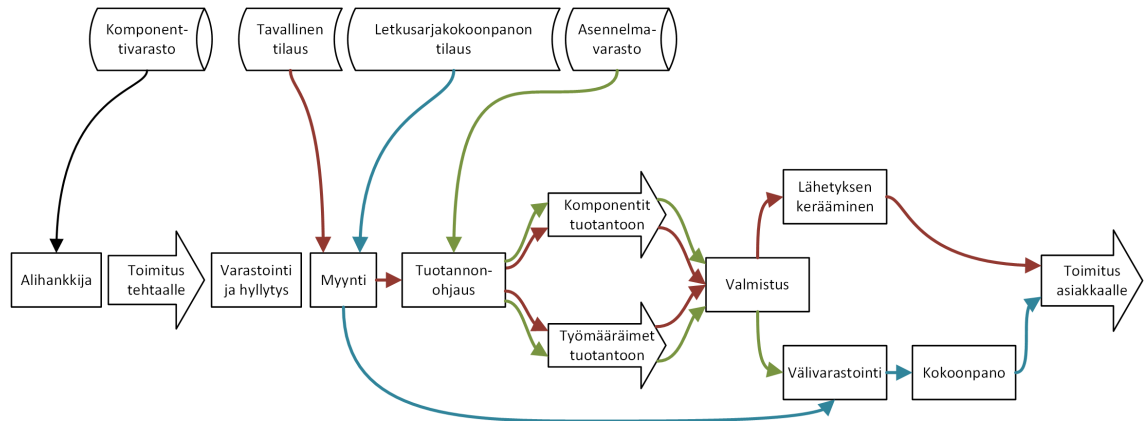 Komponent-
tivarasto
Tavallinen
tilaus
Letkusarjakokoonpanon
tilaus
Asennelma-
varasto
Komponentit
tuotantoon
Lähetyksen
kerääminen
Alihankkija
Toimitus
tehtaalle
Varastointi
ja hyllytys
Myynti
Tuotannon-
ohjaus
Valmistus
Toimitus
asiakkaalle
Työmääräimet
tuotantoon
Välivarastointi
Kokoonpano